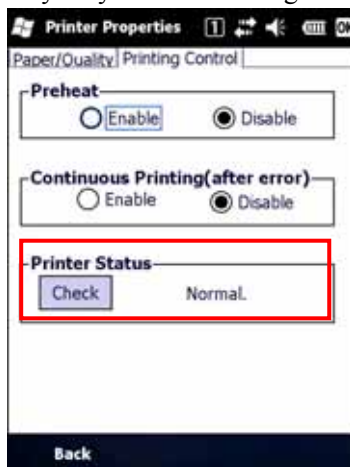 Printer Properties 1
Paper/Quality Printing Control
Preheat
Enable Disable
Continuous Printing(after error)
Enable Disable
Printer Status
Check Normal.
Back